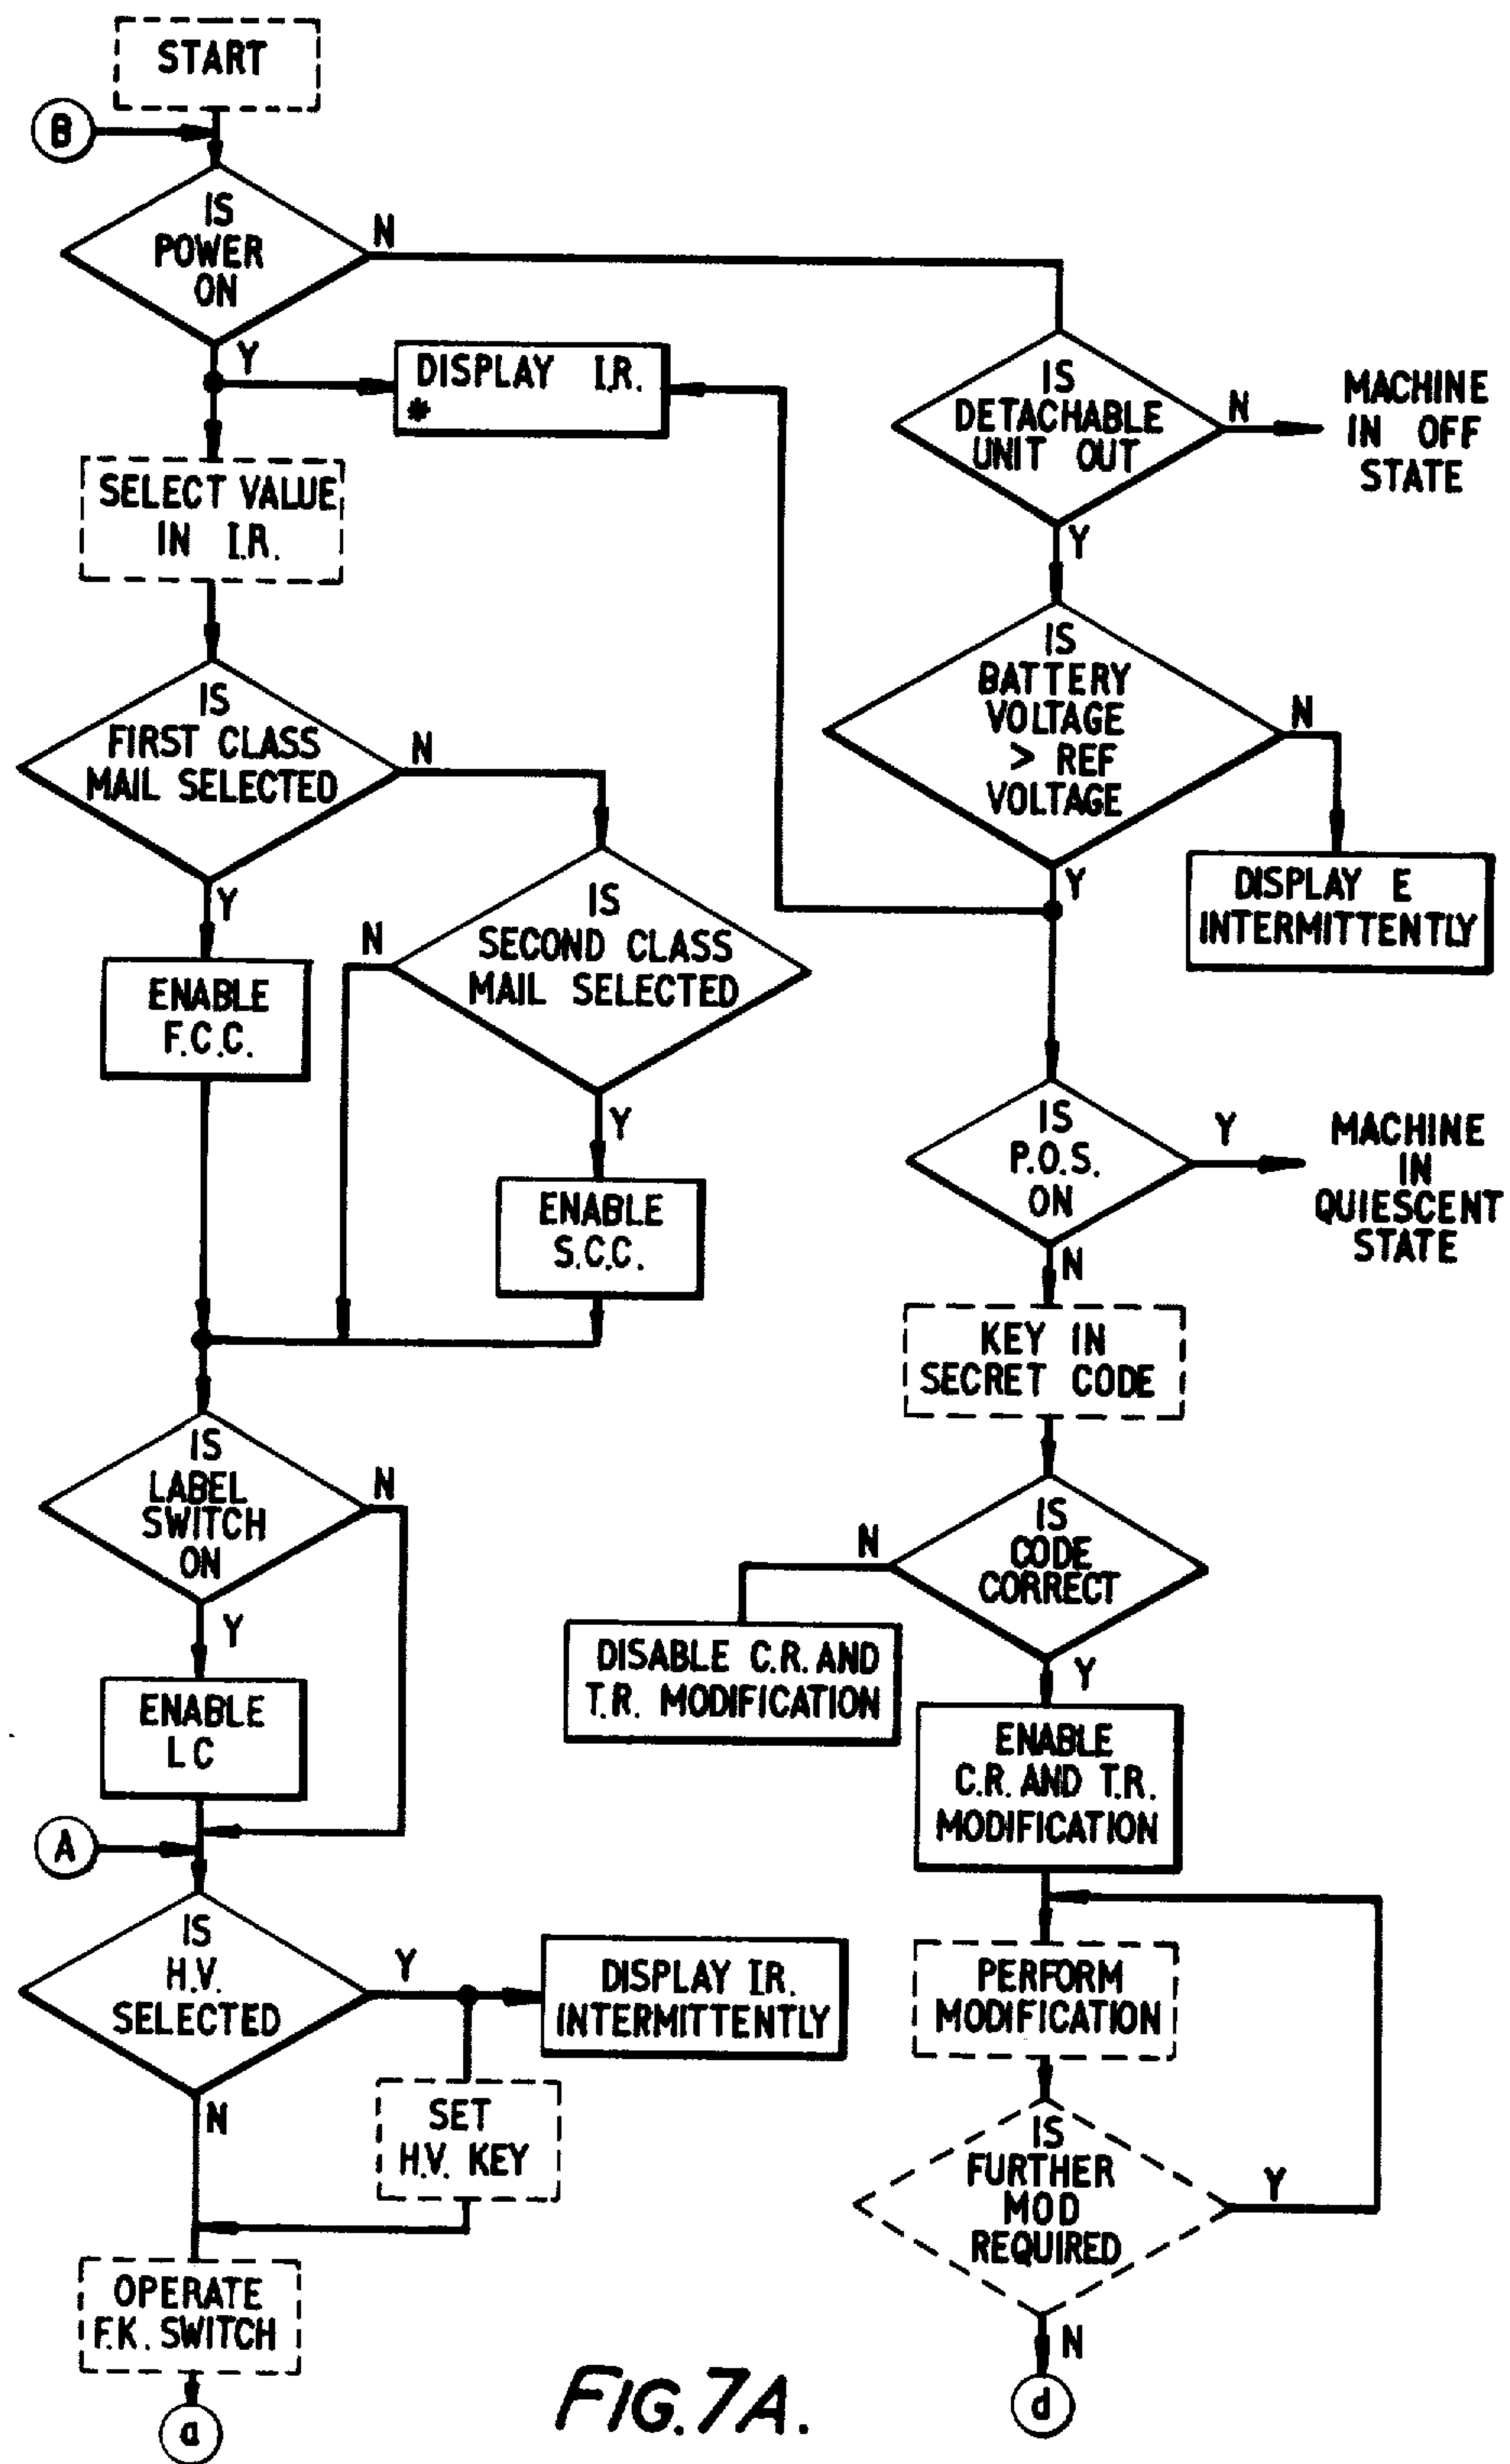 START
B
IS
POWER
ON
N
Y
DISPLAY I.R.
*
SELECT VALUE
IN I.R.
IS
FIRST CLASS
MAIL SELECTED
N
Y
ENABLE
F.C.C.
IS
SECOND CLASS
MAIL SELECTED
N
Y
ENABLE
S.C.C.
IS
LABEL
SWITCH
ON
N
Y
ENABLE
LC
A
IS
H.V.
SELECTED
Y
N
DISPLAY I.R.
INTERMITTENTLY
SET
H.V. KEY
OPERATE
F.K. SWITCH
a
IS
DETACHABLE
UNIT OUT
N
MACHINE
IN OFF
STATE
Y
IS
BATTERY
VOLTAGE
> REF
VOLTAGE
N
Y
DISPLAY E
INTERMITTENTLY
IS
P.O.S.
ON
Y
MACHINE
IN
QUIESCENT
STATE
N
KEY IN
SECRET CODE
IS
CODE
CORRECT
N
Y
DISABLE C.R. AND
T.R. MODIFICATION
ENABLE
C.R. AND T.R.
MODIFICATION
PERFORM
MODIFICATION
IS
FURTHER
MOD
REQUIRED
Y
N
d
FIG.7A.